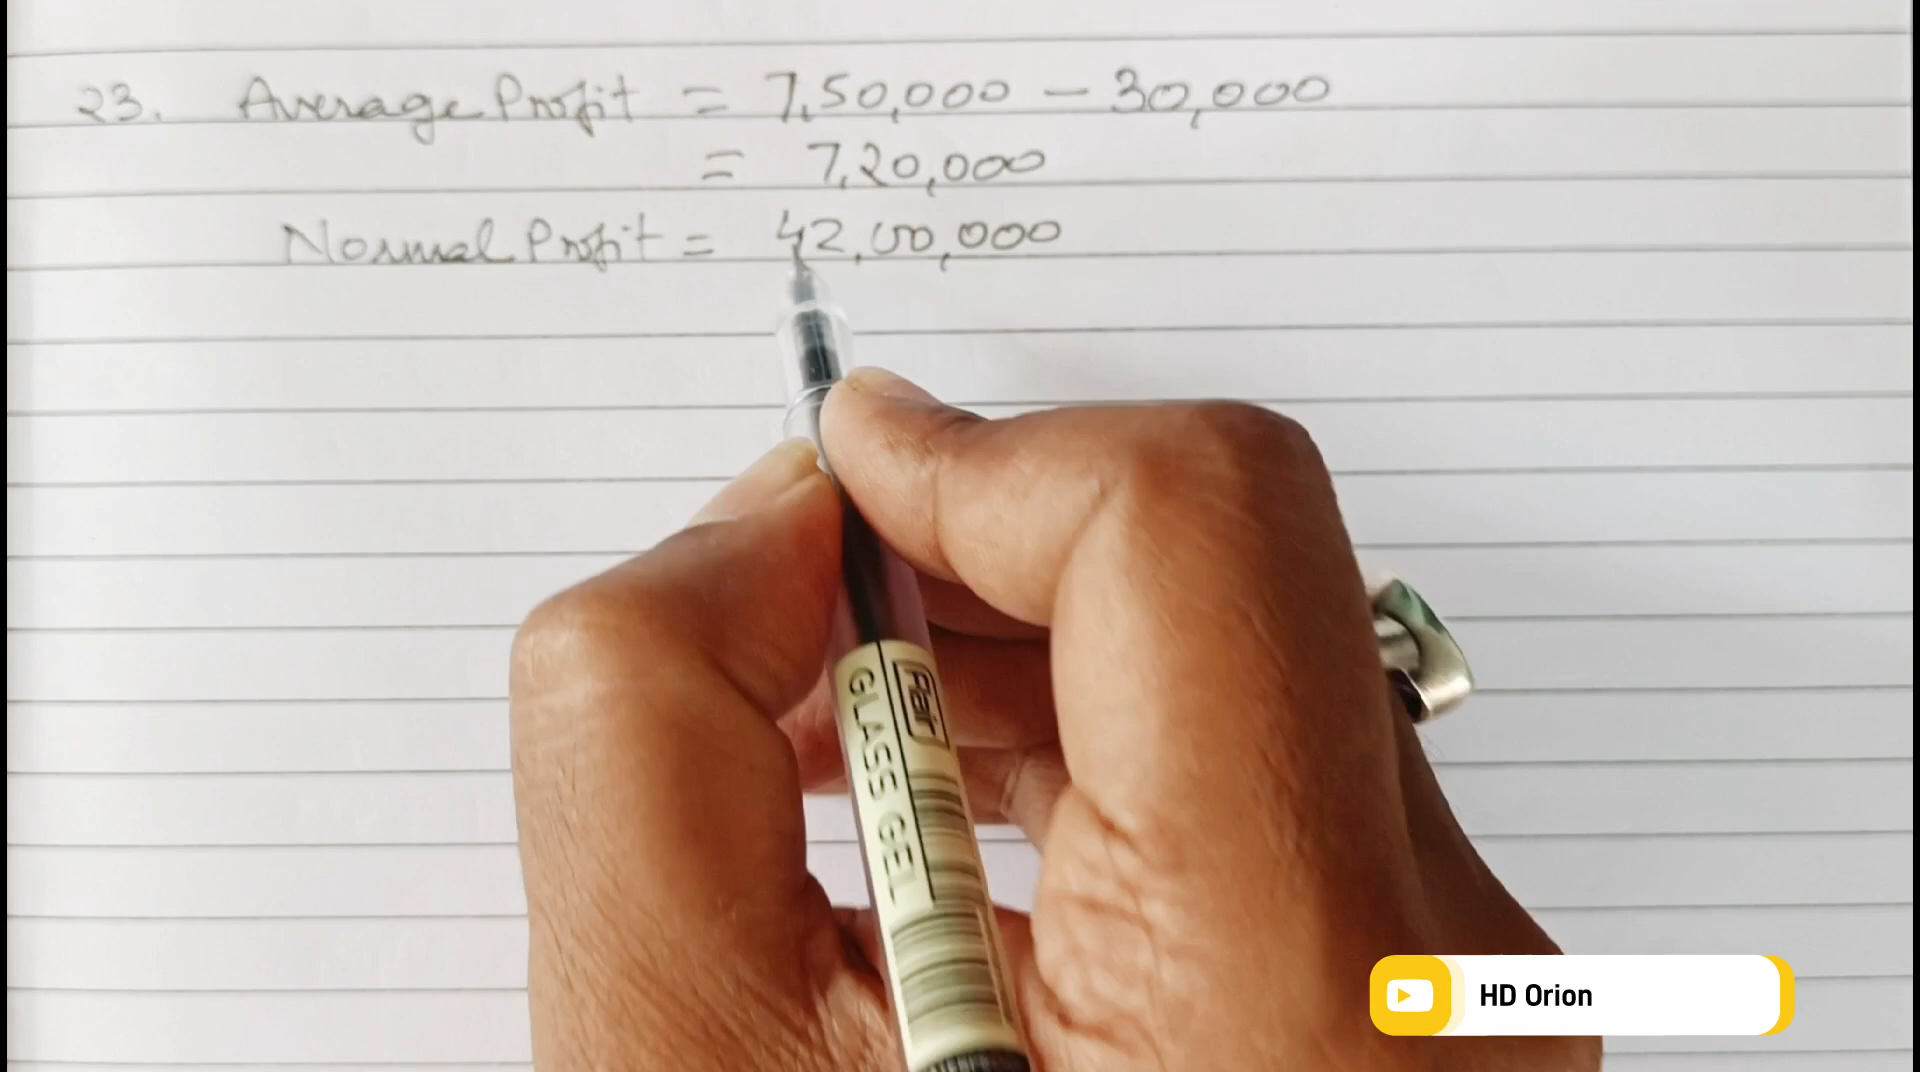 23. Average Profit = 7,50,000 - 30,000
= 7,20,000
Normal Profit = 42,00,000
Flair
GLASS GEL
HD Orion